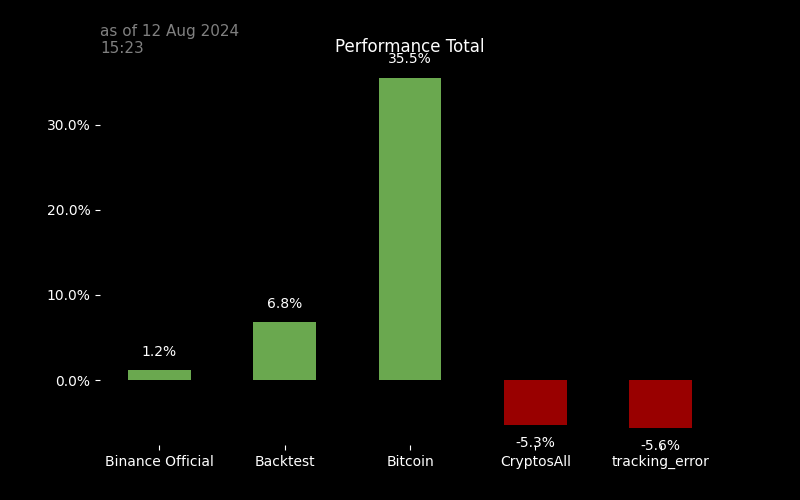 as of 12 Aug 2024
15:23
Performance Total
35.5%
30.0%
20.0%
10.0%
0.0%
1.2%
6.8%
-5.3%
-5.6%
Binance Official
Backtest
Bitcoin
CryptosAll
tracking_error